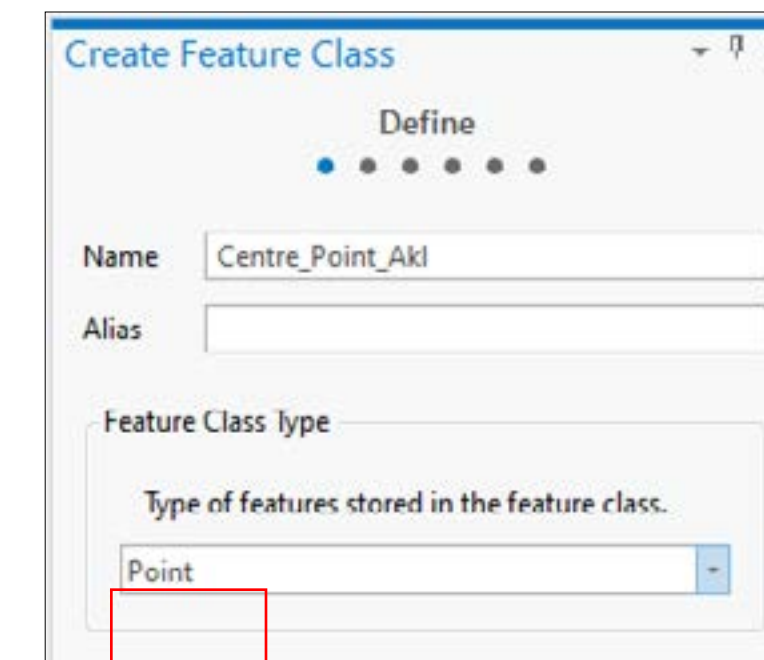 Create Feature Class
Define
Name Centre_Point_Akl
Alias
Feature Class Type
Type of features stored in the feature class.
Point